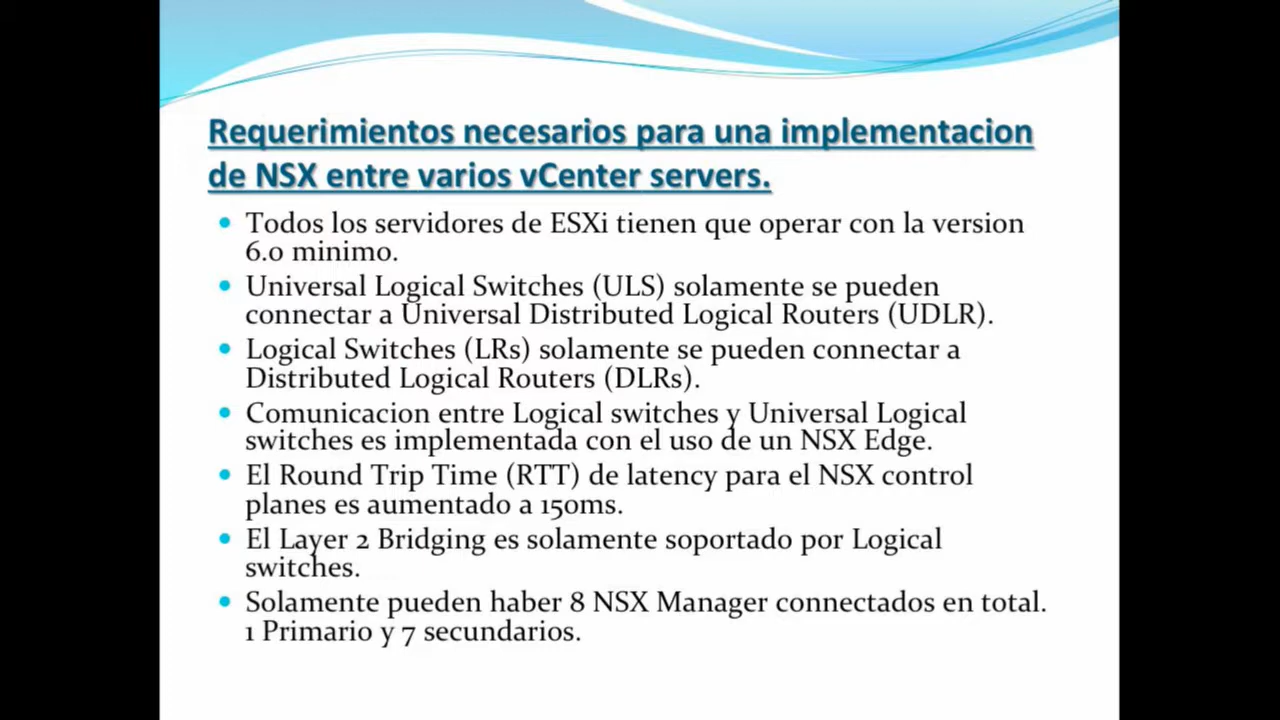 Requerimientos necesarios para una implementacion
de NSX entre varios vCenter servers.
• Todos los servidores de ESXi tienen que operar con la version
6.0 minimo.
• Universal Logical Switches (ULS) solamente se pueden
connectar a Universal Distributed Logical Routers (UDLR).
• Logical Switches (LRs) solamente se pueden connectar a
Distributed Logical Routers (DLRs).
• Comunicacion entre Logical switches y Universal Logical
switches es implementada con el uso de un NSX Edge.
• El Round Trip Time (RTT) de latency para el NSX control
planes es aumentado a 150ms.
• El Layer 2 Bridging es solamente soportado por Logical
switches.
• Solamente pueden haber 8 NSX Manager connectados en total.
1 Primario y 7 secundarios.